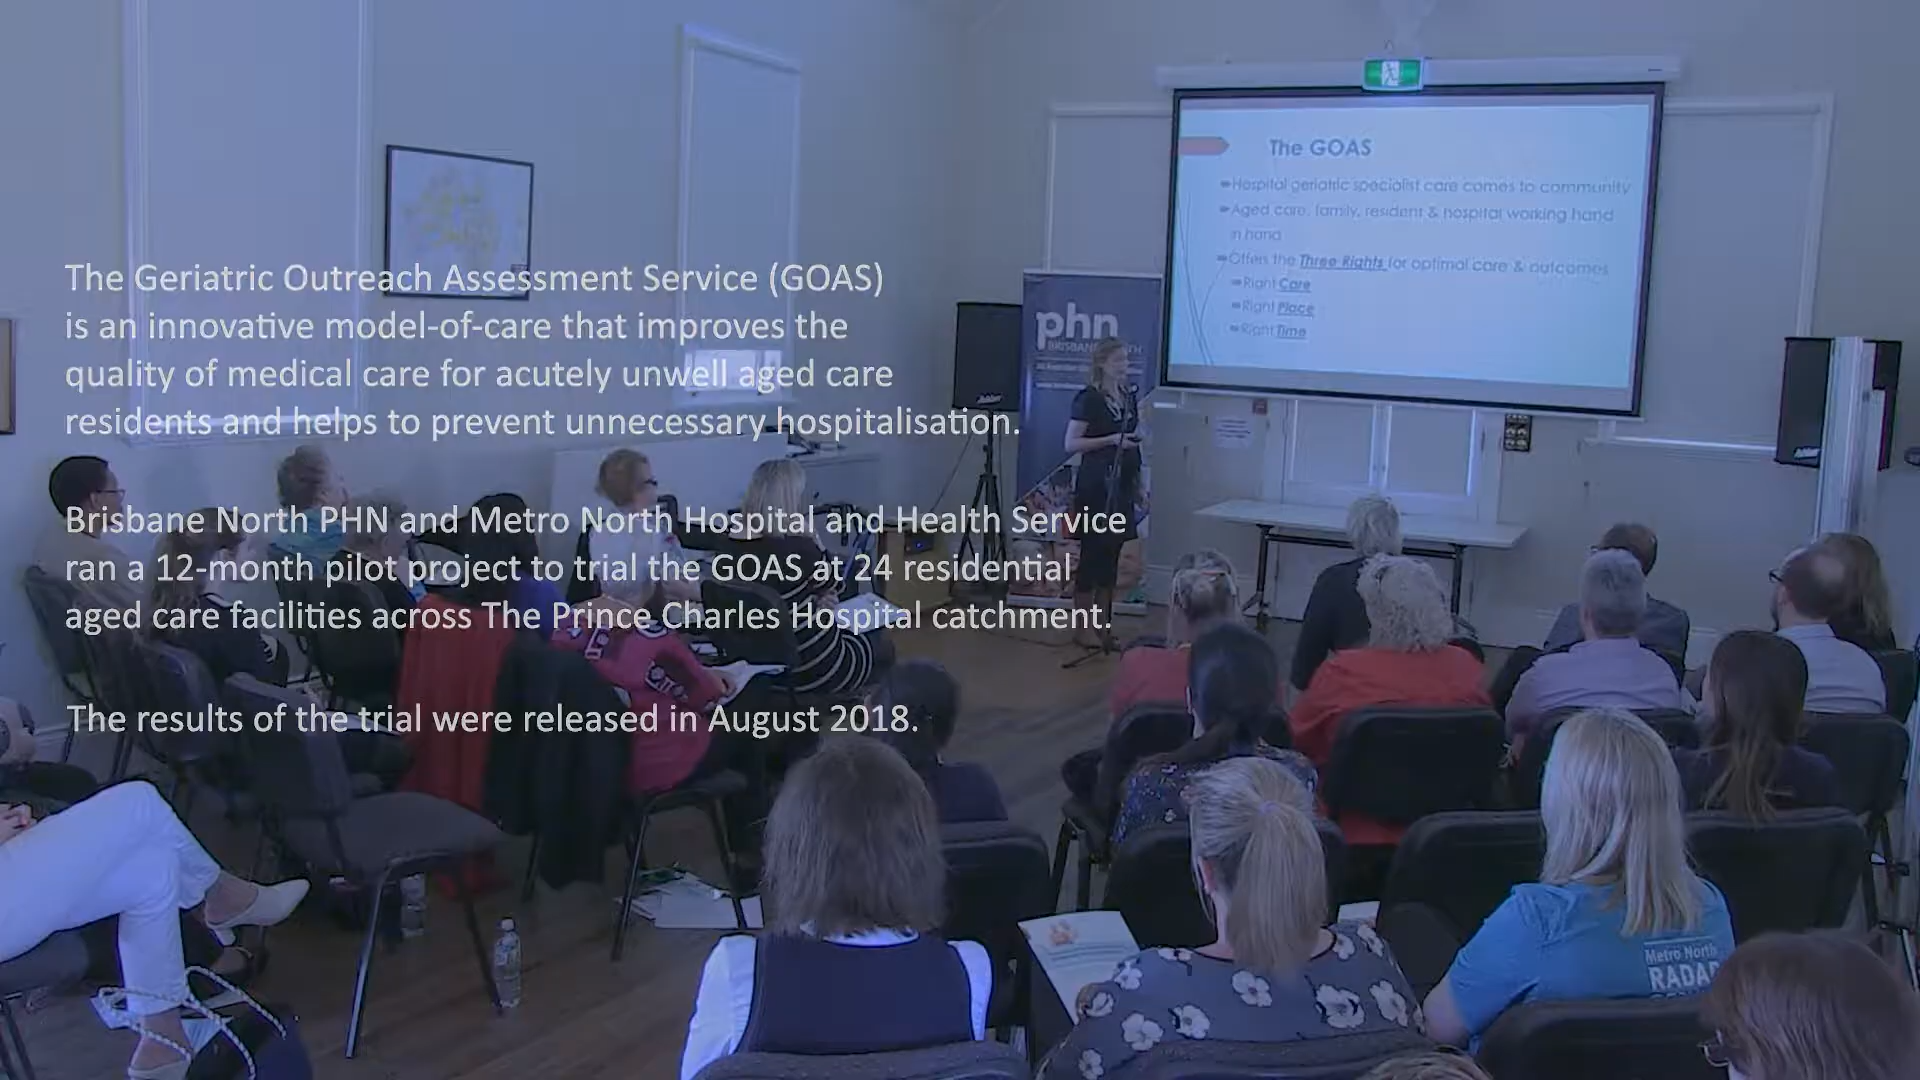 The GOAS
Hospital geriatric specialist care comes to community
Aged care, family, resident & hospital working hand
in hand
Offers the Three Rights for optimal care & outcomes
Right Care
Right Place
Right Time
The Geriatric Outreach Assessment Service (GOAS)
is an innovative model-of-care that improves the
quality of medical care for acutely unwell aged care
residents and helps to prevent unnecessary hospitalisation.
Brisbane North PHN and Metro North Hospital and Health Service
ran a 12-month pilot project to trial the GOAS at 24 residential
aged care facilities across The Prince Charles Hospital catchment.
The results of the trial were released in August 2018.
phn
BRISBANE
Metro North
RADAR